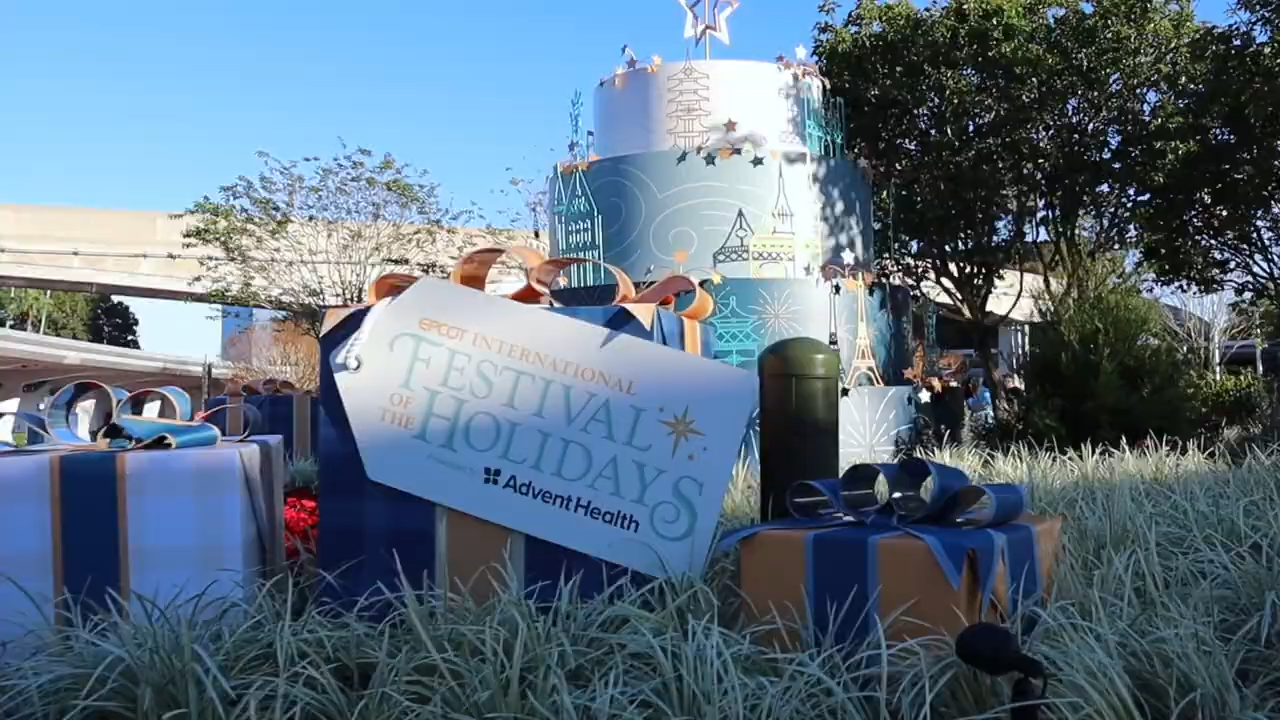 EPCOT INTERNATIONAL
FESTIVAL
OF THE
HOLIDAYS
AdventHealth